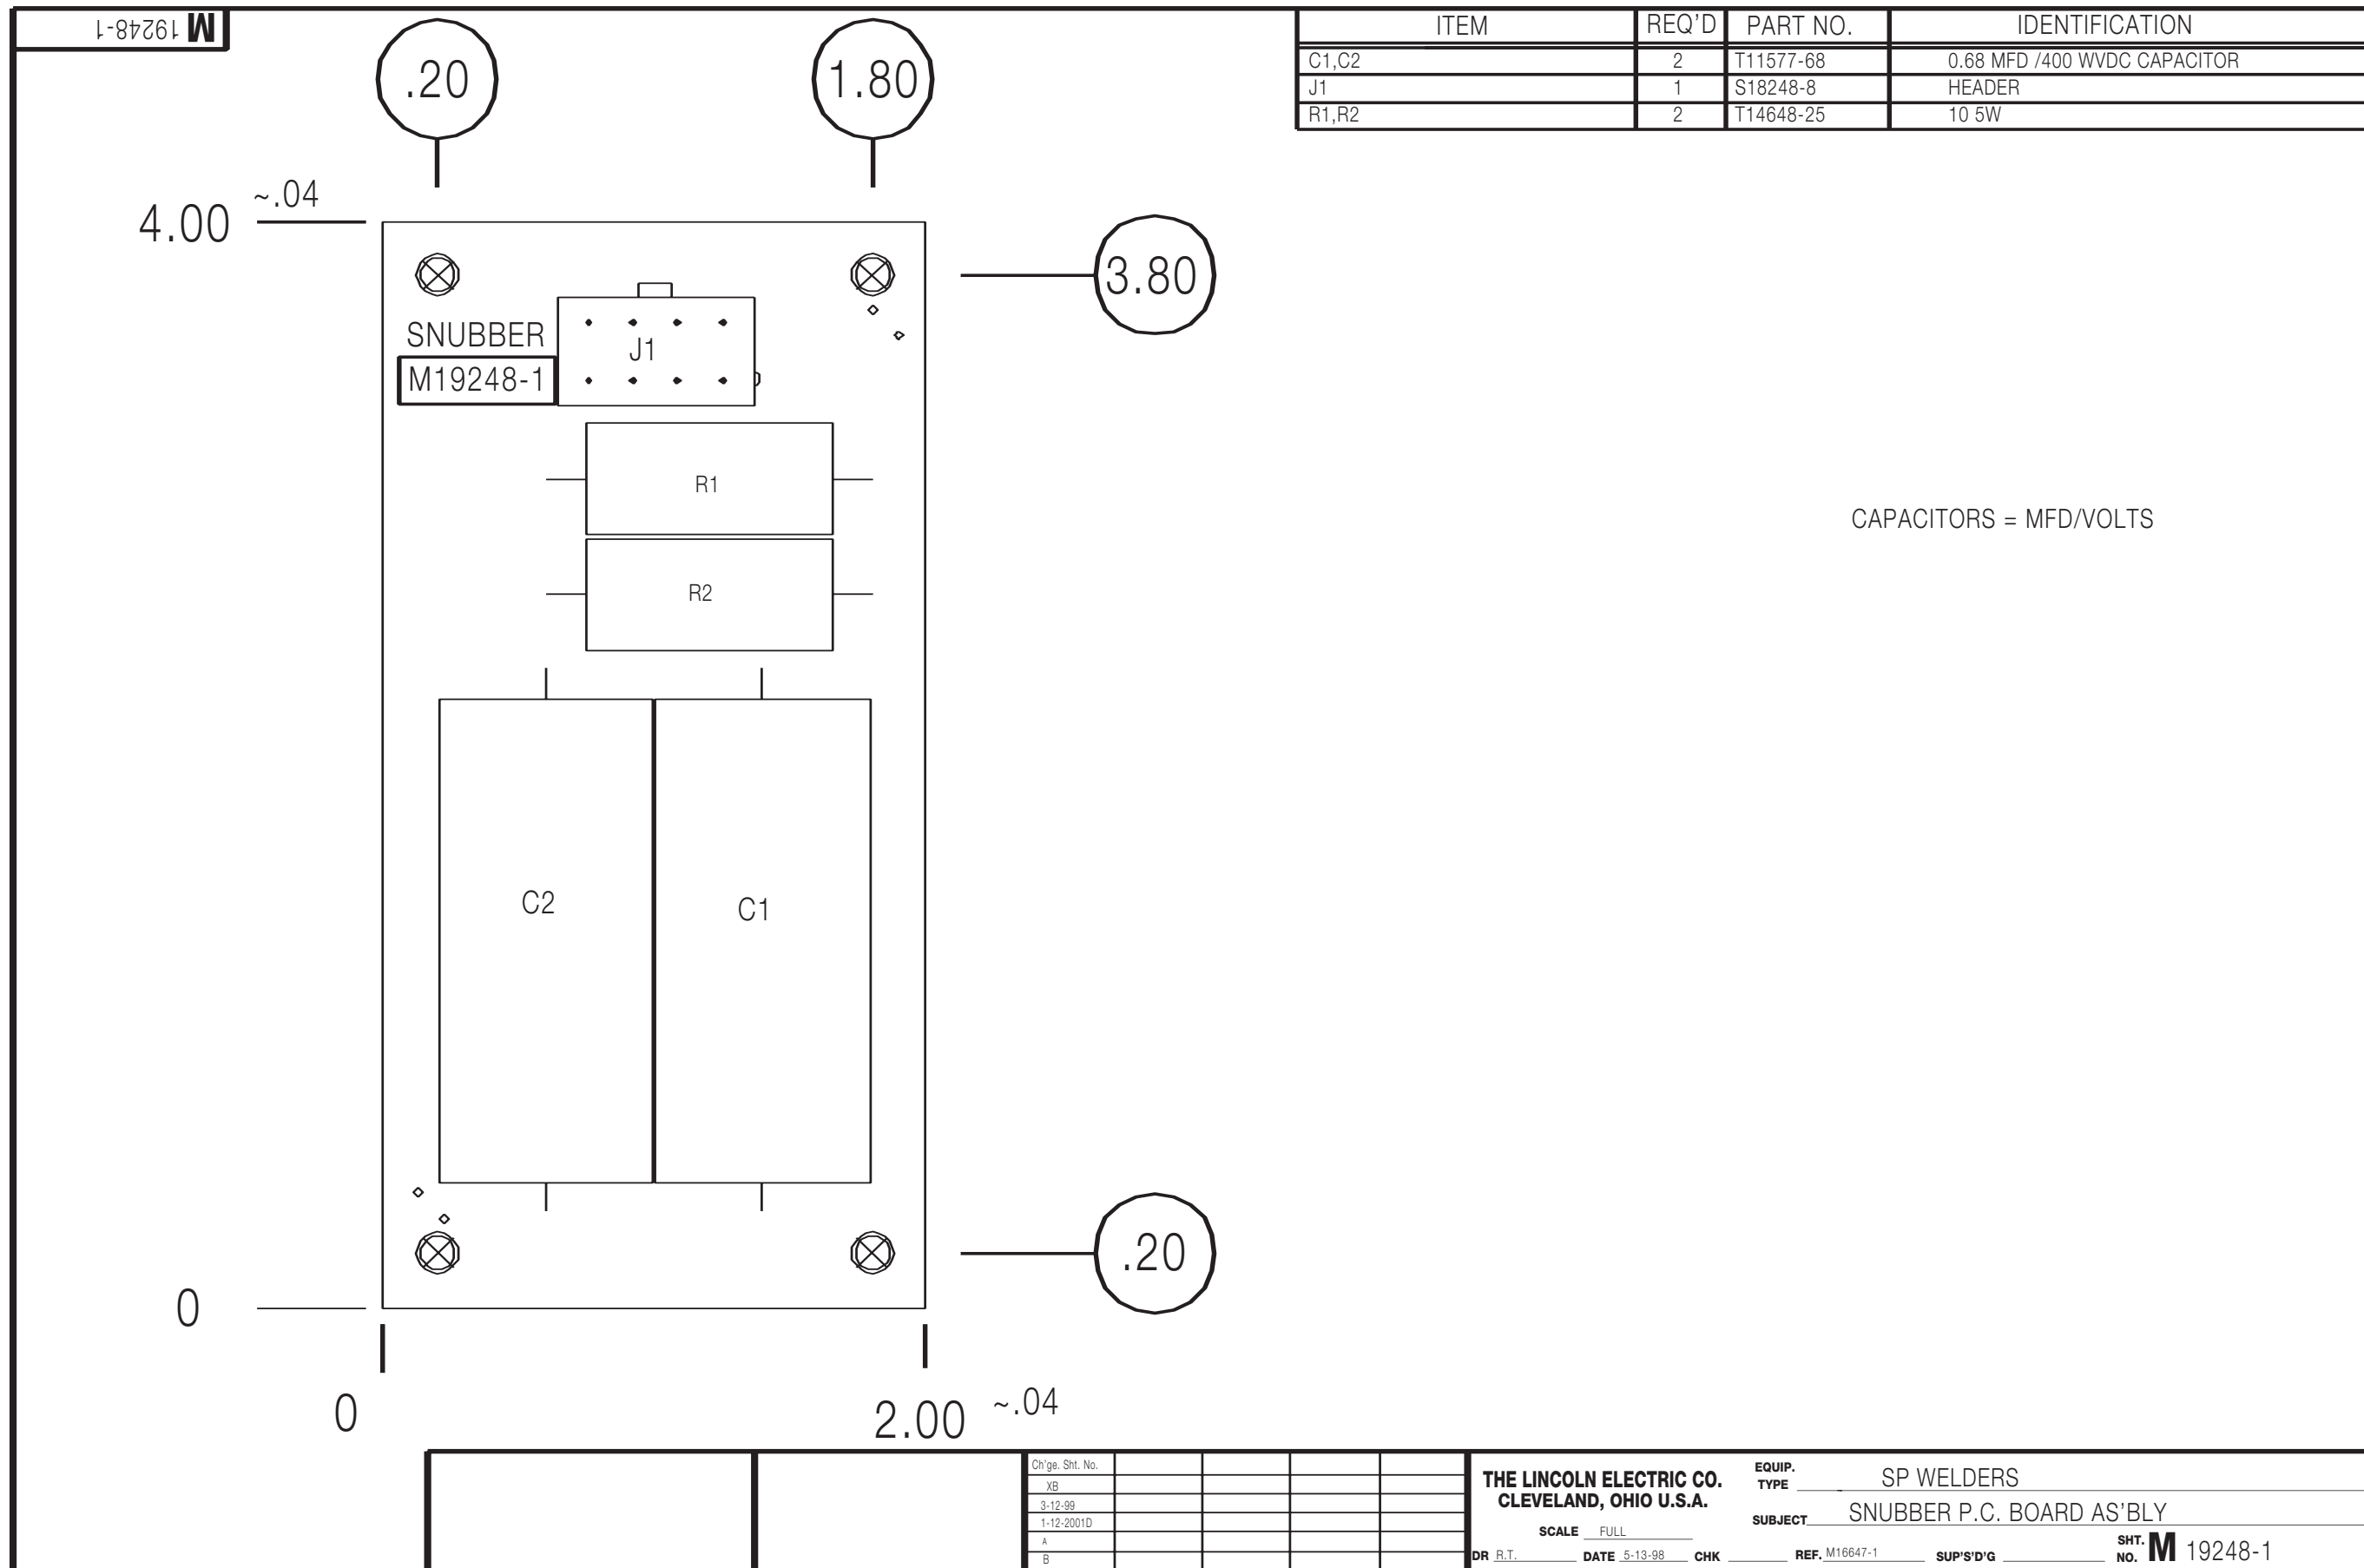 M 19248-1
.20
1.80
ITEM REQ'D PART NO. IDENTIFICATION
C1,C2 2 T11577-68 0.68 MFD /400 WVDC CAPACITOR
J1 1 S18248-8 HEADER
R1,R2 2 T14648-25 10 5W
4.00 ~.04
3.80
SNUBBER
M19248-1
J1
R1
CAPACITORS = MFD/VOLTS
R2
C2
C1
.20
0
0
2.00 ~.04
Ch'ge. Sht. No.
XB
3-12-99
1-12-2001D
A
B
THE LINCOLN ELECTRIC CO.
CLEVELAND, OHIO U.S.A.
SCALE FULL
DR R.T. DATE 5-13-98 CHK
EQUIP. TYPE SP WELDERS
SUBJECT SNUBBER P.C. BOARD AS'BLY
REF. M16647-1 SUP'S'D'G
SHT. NO. M 19248-1